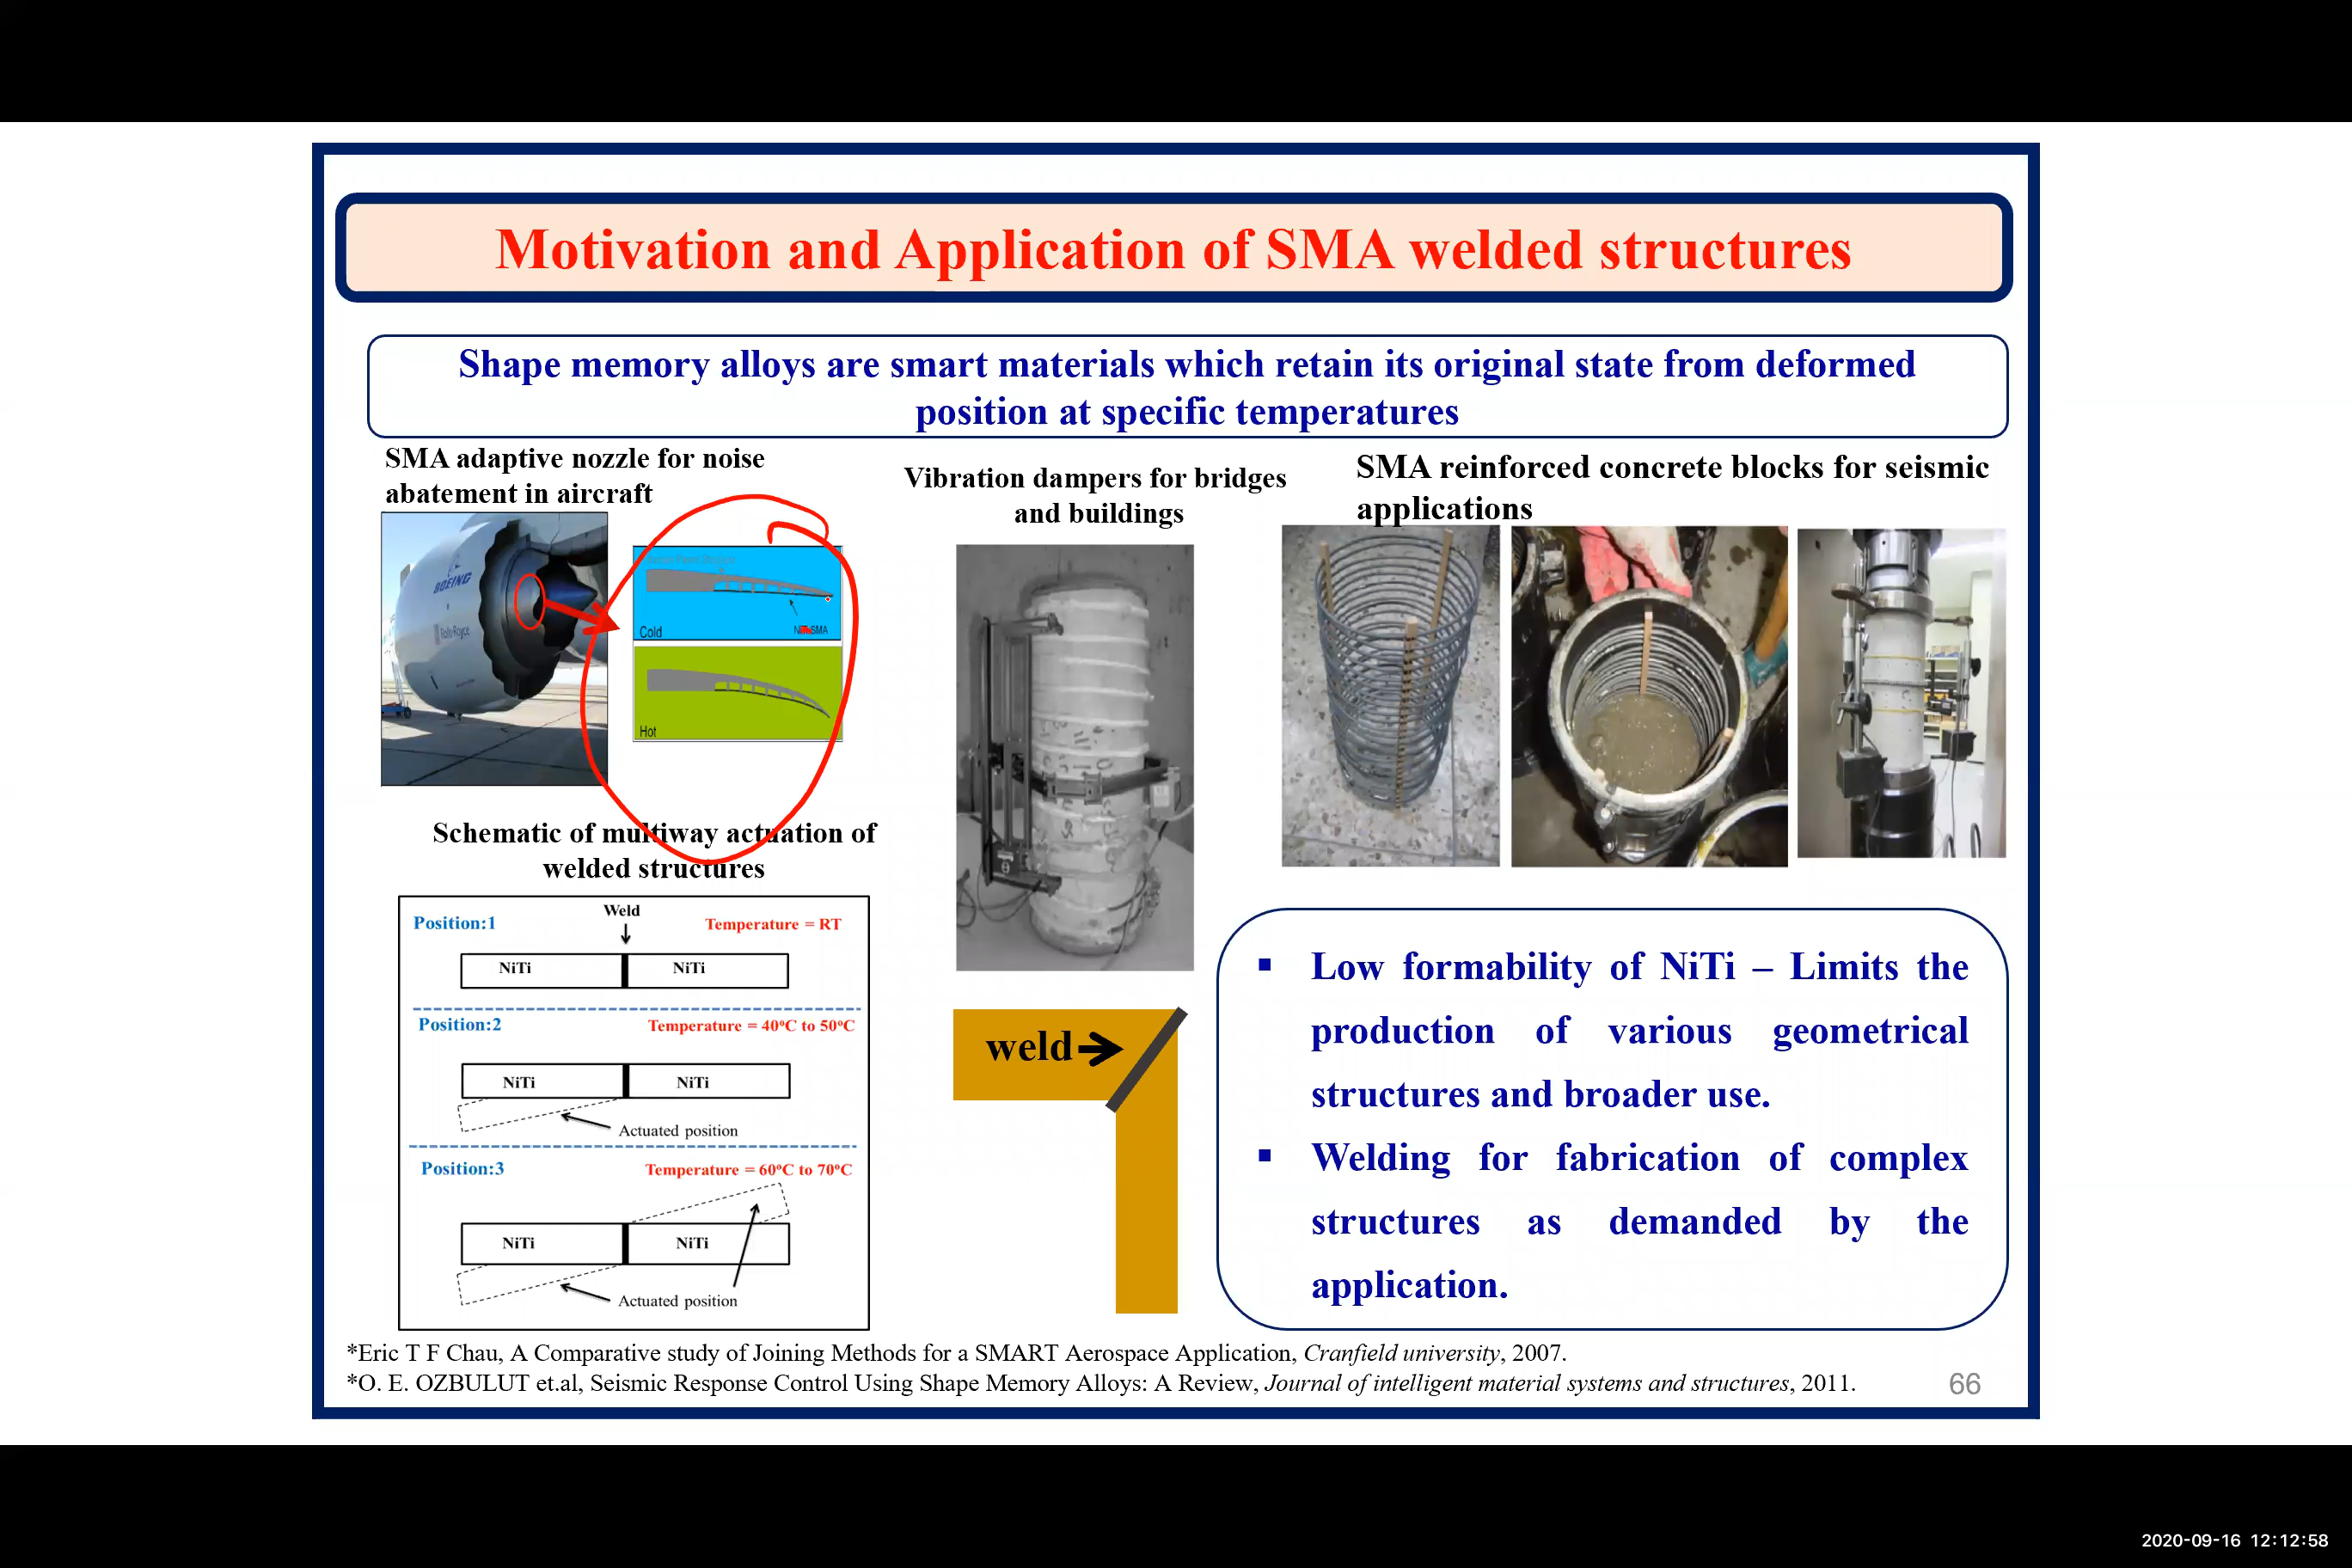 Motivation and Application of SMA welded structures
Shape memory alloys are smart materials which retain its original state from deformed
position at specific temperatures
SMA adaptive nozzle for noise
abatement in aircraft
BOEING
Rolls-Royce
Cold
Hot
Vibration dampers for bridges
and buildings
SMA reinforced concrete blocks for seismic
applications
Schematic of multiway actuation of
welded structures
Position:1
Weld
Temperature = RT
NiTi
NiTi
Position:2
Temperature = 40°C to 50°C
NiTi
NiTi
Actuated position
Position:3
Temperature = 60°C to 70°C
NiTi
NiTi
Actuated position
weld
▪ Low formability of NiTi – Limits the
production of various geometrical
structures and broader use.
▪ Welding for fabrication of complex
structures as demanded by the
application.
*Eric T F Chau, A Comparative study of Joining Methods for a SMART Aerospace Application, Cranfield university, 2007.
*O. E. OZBULUT et.al, Seismic Response Control Using Shape Memory Alloys: A Review, Journal of intelligent material systems and structures, 2011.
66
2020-09-16 12:12:58